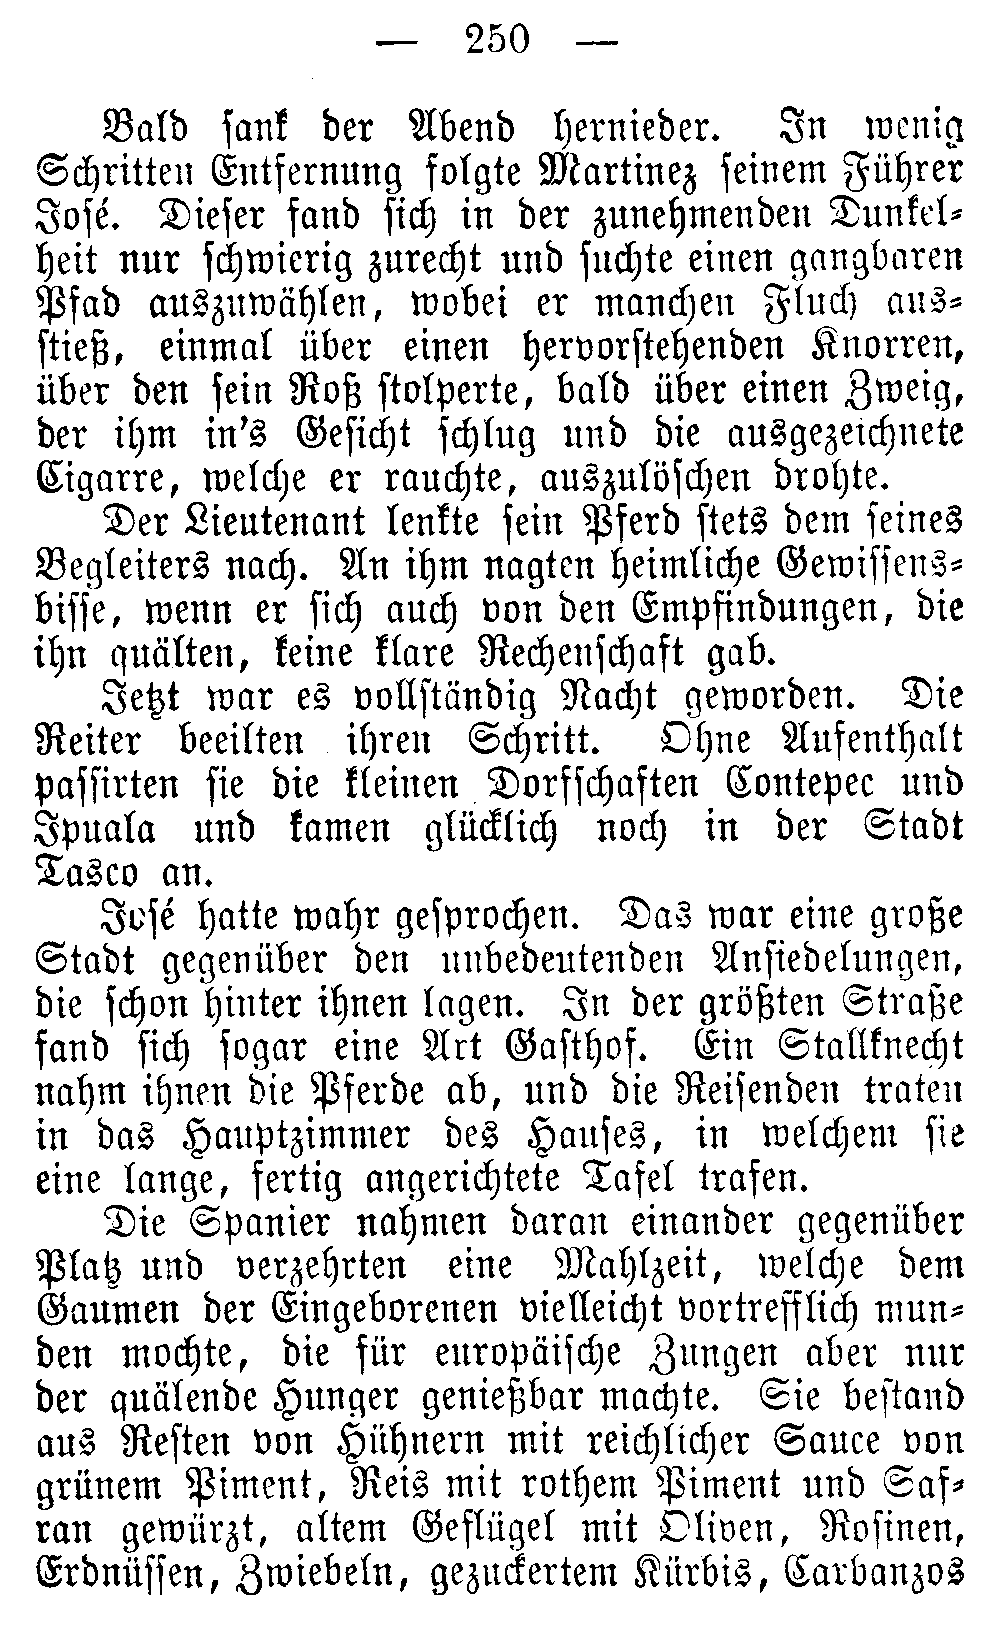 — 250 —
Bald sank der Abend hernieder. In wenig
Schritten Entfernung folgte Martinez seinem Führer
José. Dieser fand sich in der zunehmenden Dunkel-
heit nur schwierig zurecht und suchte einen gangbaren
Pfad auszuwählen, wobei er manchen Fluch aus-
stieß, einmal über einen hervorstehenden Knorren,
über den sein Roß stolperte, bald über einen Zweig,
der ihm in's Gesicht schlug und die ausgezeichnete
Cigarre, welche er rauchte, auszulöschen drohte.
Der Lieutenant lenkte sein Pferd stets dem seines
Begleiters nach. An ihm nagten heimliche Gewissens-
bisse, wenn er sich auch von den Empfindungen, die
ihn quälten, keine klare Rechenschaft gab.
Jetzt war es vollständig Nacht geworden. Die
Reiter beeilten ihren Schritt. Ohne Aufenthalt
passirten sie die kleinen Dorfschaften Contepec und
Ipuala und kamen glücklich noch in der Stadt
Tasco an.
José hatte wahr gesprochen. Das war eine große
Stadt gegenüber den unbedeutenden Ansiedelungen,
die schon hinter ihnen lagen. In der größten Straße
fand sich sogar eine Art Gasthof. Ein Stallknecht
nahm ihnen die Pferde ab, und die Reisenden traten
in das Hauptzimmer des Hauses, in welchem sie
eine lange, fertig angerichtete Tafel trafen.
Die Spanier nahmen daran einander gegenüber
Platz und verzehrten eine Mahlzeit, welche dem
Gaumen der Eingeborenen vielleicht vortrefflich mun-
den mochte, die für europäische Zungen aber nur
der quälende Hunger genießbar machte. Sie bestand
aus Resten von Hühnern mit reichlicher Sauce von
grünem Piment, Reis mit rothem Piment und Saf-
ran gewürzt, altem Geflügel mit Oliven, Rosinen,
Erdnüssen, Zwiebeln, gezuckertem Kürbis, Carbanzos